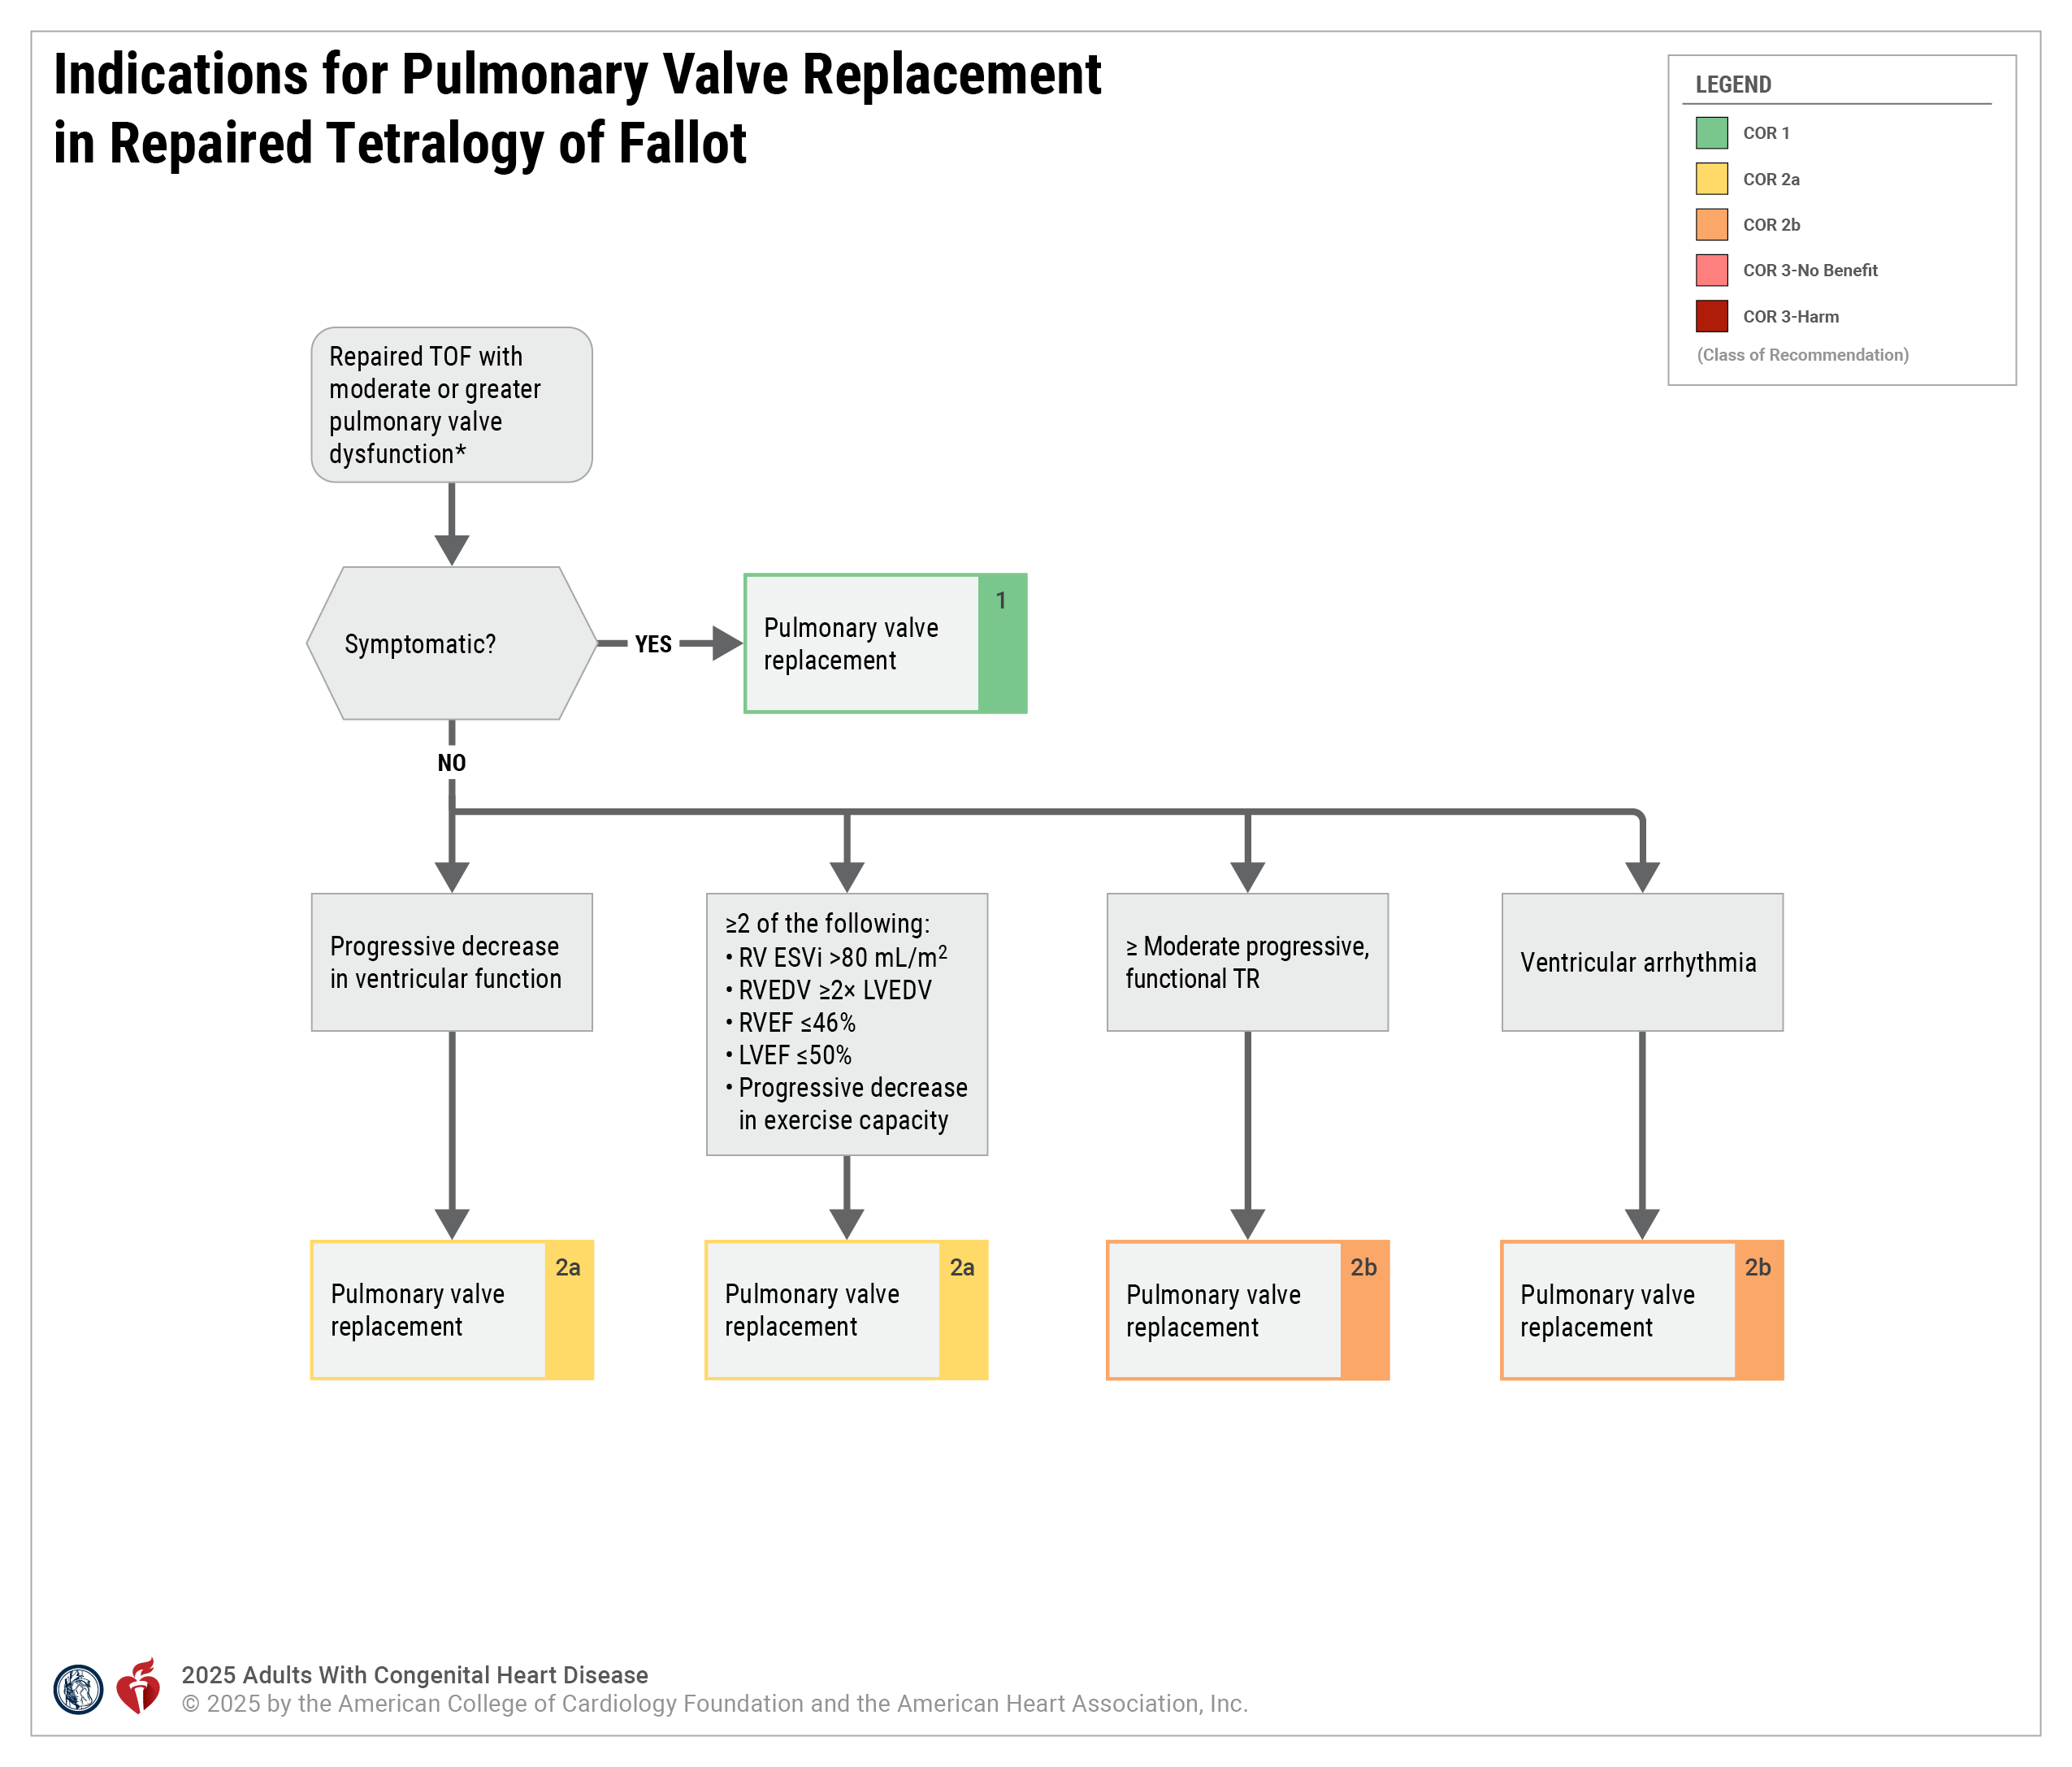 Indications for Pulmonary Valve Replacement
in Repaired Tetralogy of Fallot
LEGEND
COR 1
COR 2a
COR 2b
COR 3-No Benefit
COR 3-Harm
(Class of Recommendation)
Repaired TOF with
moderate or greater
pulmonary valve
dysfunction*
Symptomatic?
YES
1
Pulmonary valve
replacement
NO
Progressive decrease
in ventricular function
≥2 of the following:
• RV ESVi >80 mL/m²
• RVEDV ≥2× LVEDV
• RVEF ≤46%
• LVEF ≤50%
• Progressive decrease
in exercise capacity
≥ Moderate progressive,
functional TR
Ventricular arrhythmia
2a
Pulmonary valve
replacement
2a
Pulmonary valve
replacement
2b
Pulmonary valve
replacement
2b
Pulmonary valve
replacement
2025 Adults With Congenital Heart Disease
© 2025 by the American College of Cardiology Foundation and the American Heart Association, Inc.